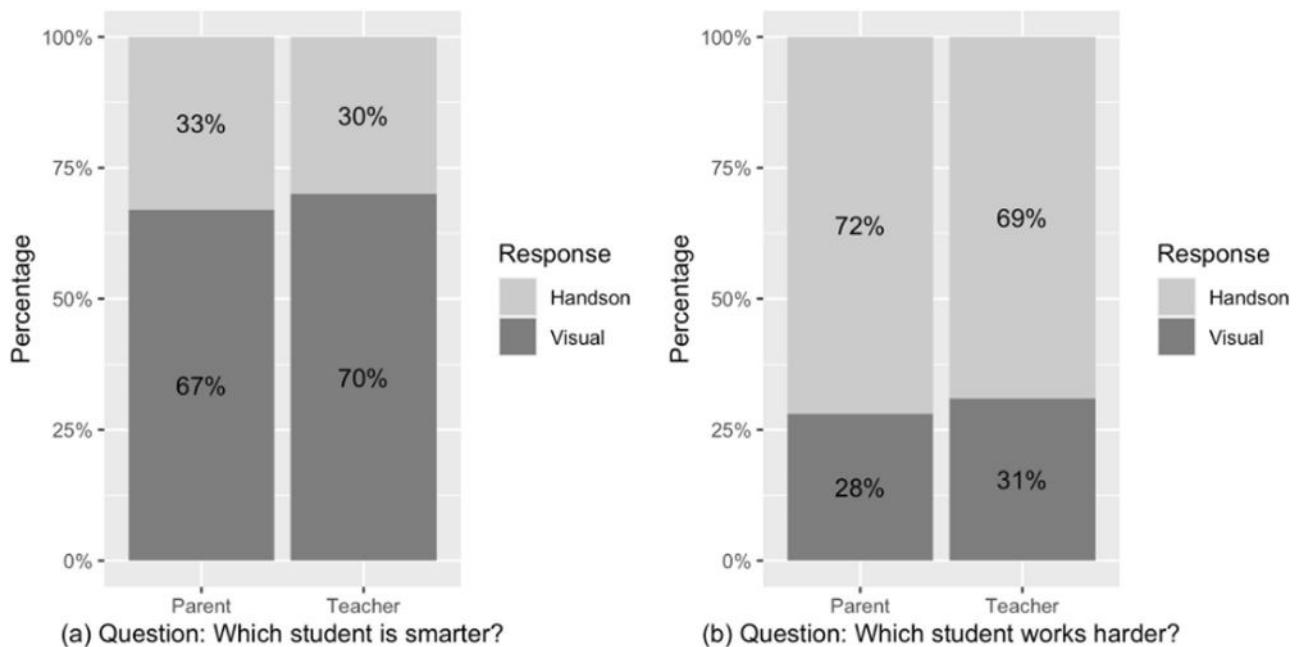 100%
75%
50%
25%
0%
Percentage
33%
30%
67%
70%
Parent
Teacher
Response
Handson
Visual
(a) Question: Which student is smarter?
100%
75%
50%
25%
0%
Percentage
72%
69%
28%
31%
Parent
Teacher
Response
Handson
Visual
(b) Question: Which student works harder?